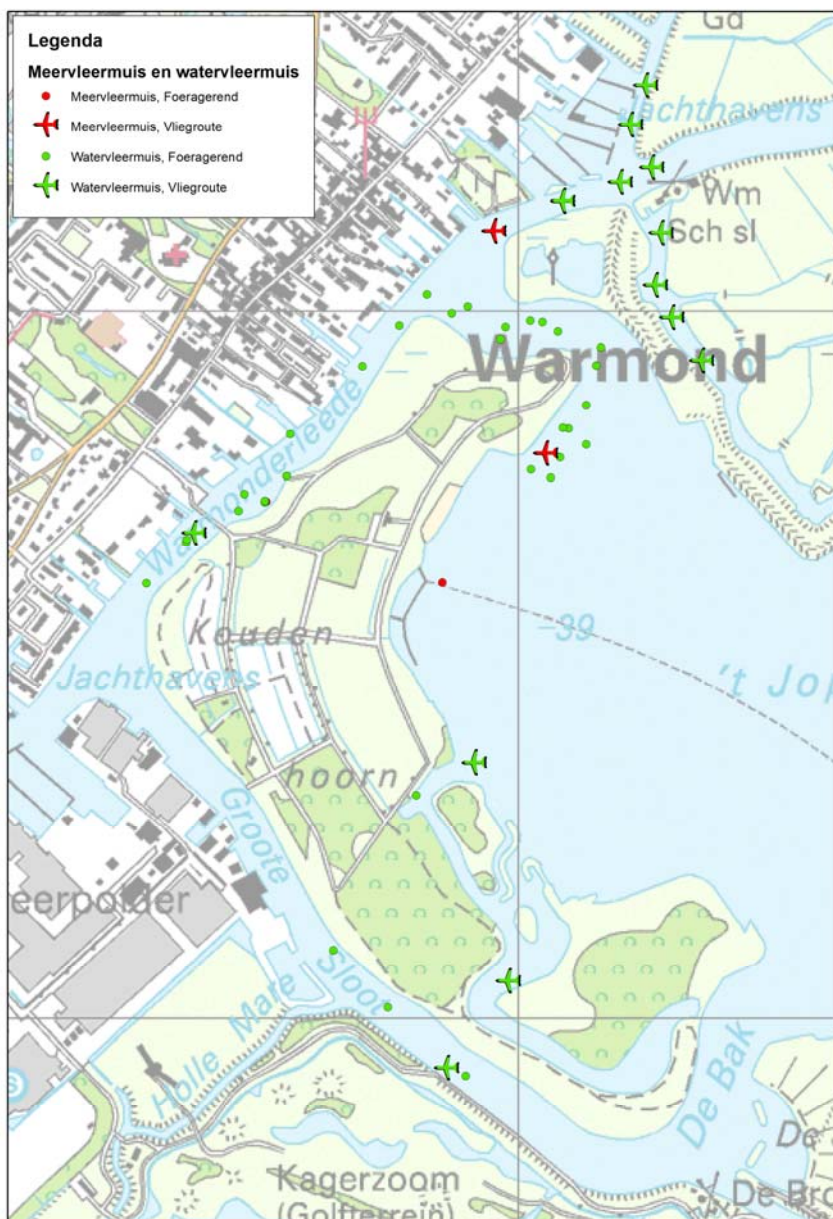 Legenda
Meervleermuis en watervleermuis
Meervleermuis, Foeragerend
Meervleermuis, Vliegroute
Watervleermuis, Foeragerend
Watervleermuis, Vliegroute
Gd
Jachthavens
Wm
Sch sl
Warmond
Warmonderleede
-39
Kouden
Jachthavens
't Jop
hoorn
Groote
eerpolder
Sloot
Holle Mare
De Bak
De
S
Kagerzoom
De Bro
(Golfterrein)